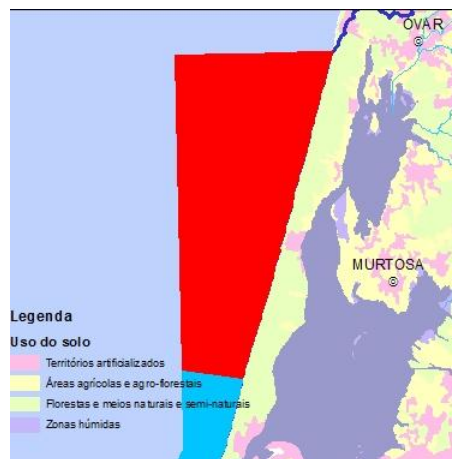 OVAR
MURTOSA
Legenda
Uso do solo
Territórios artificializados
Áreas agrícolas e agro-florestais
Florestas e meios naturais e semi-naturais
Zonas húmidas